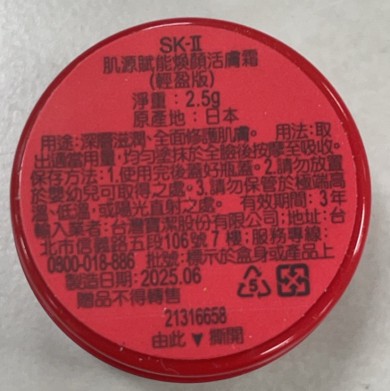 SK-II
肌源賦能煥顏活膚霜
(輕盈版)
淨重：2.5g
原產地：日本
用途：深層滋潤、全面修護肌膚。 用法：取
出適當用量，均勻塗抹於全臉後按摩至吸收。
保存方法：1.使用完後蓋好瓶蓋。2.請勿放置
於嬰幼兒可取得之處。3.請勿保管於極端高
溫、低溫，或陽光直射之處。 有效期間：3年
輸入業者：台灣寶潔股份有限公司；地址：台
北市信義路五段106號7樓；服務專線：
0800-018-886 批號：標示於盒身或產品上
製造日期：2025.06
贈品不得轉售
5
21316658
由此▼撕開